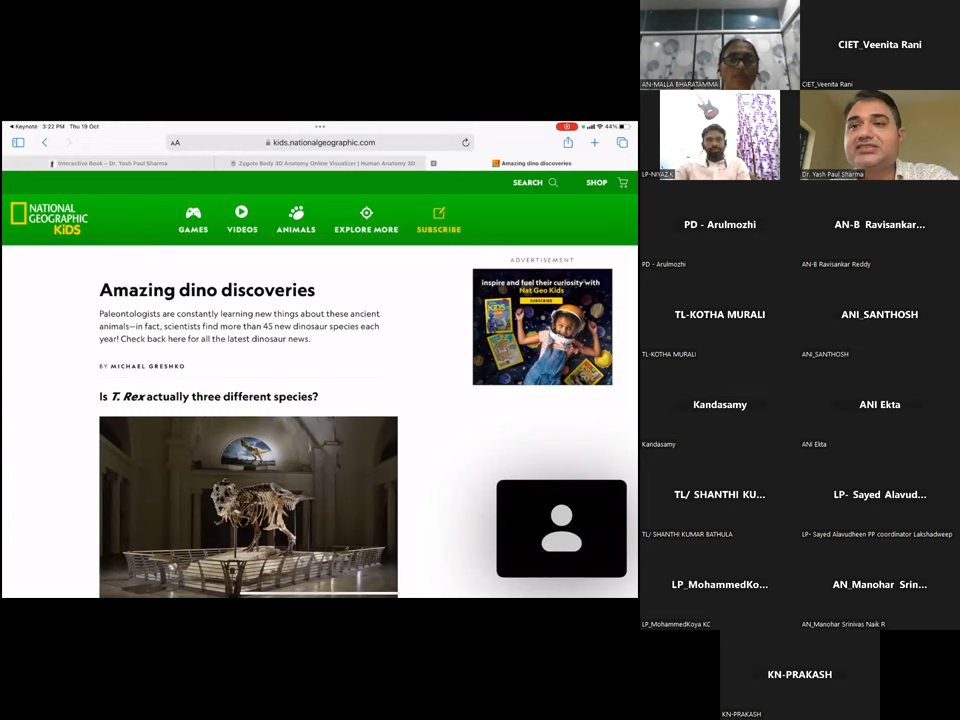 Keynote 3:22 PM Thu 19 Oct
44%
AA
kids.nationalgeographic.com
Interactive Book – Dr. Yash Paul Sharma
Zygote Body 3D Anatomy Online Visualizer | Human Anatomy 3D
Amazing dino discoveries
SEARCH
SHOP
NATIONAL
GEOGRAPHIC
KiDS
GAMES
VIDEOS
ANIMALS
EXPLORE MORE
SUBSCRIBE
Amazing dino discoveries
Paleontologists are constantly learning new things about these ancient
animals—in fact, scientists find more than 45 new dinosaur species each
year! Check back here for all the latest dinosaur news.
BY MICHAEL GRESHKO
Is T. Rex actually three different species?
ADVERTISEMENT
Inspire and fuel their curiosity with
Nat Geo Kids
SUBSCRIBE
AN-MALLA BHARATAMMA
CIET_Veenita Rani
CIET_Veenita Rani
LP-NIYAZ K
Dr. Yash Paul Sharma
PD - Arulmozhi
PD - Arulmozhi
AN-B Ravisankar...
AN-B Ravisankar Reddy
TL-KOTHA MURALI
TL-KOTHA MURALI
ANI_SANTHOSH
ANI_SANTHOSH
Kandasamy
Kandasamy
ANI Ekta
ANI Ekta
TL/ SHANTHI KU...
TL/ SHANTHI KUMAR BATHULA
LP- Sayed Alavud...
LP- Sayed Alavudheen PP coordinator Lakshadweep
LP_MohammedKo...
LP_MohammedKoya KC
AN_Manohar Srin...
AN_Manohar Srinivas Naik R
KN-PRAKASH
KN-PRAKASH